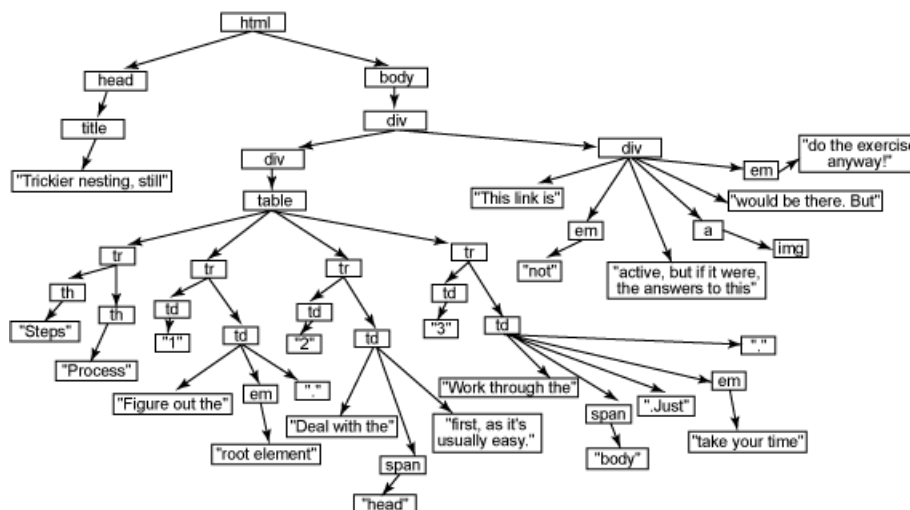 html
head
body
title
div
div
div
"do the exercise
anyway!"
em
"Trickier nesting, still"
"This link is"
"would be there. But"
table
em
a
img
tr
tr
tr
tr
"not"
"active, but if it were,
the answers to this"
th
th
td
td
td
"Steps"
"1"
td
"2"
td
"3"
td
"."
"Process"
"Figure out the"
em
"."
"Work through the"
em
"Deal with the"
"first, as it's
usually easy."
span
".Just"
"root element"
span
"body"
"take your time"
"head"